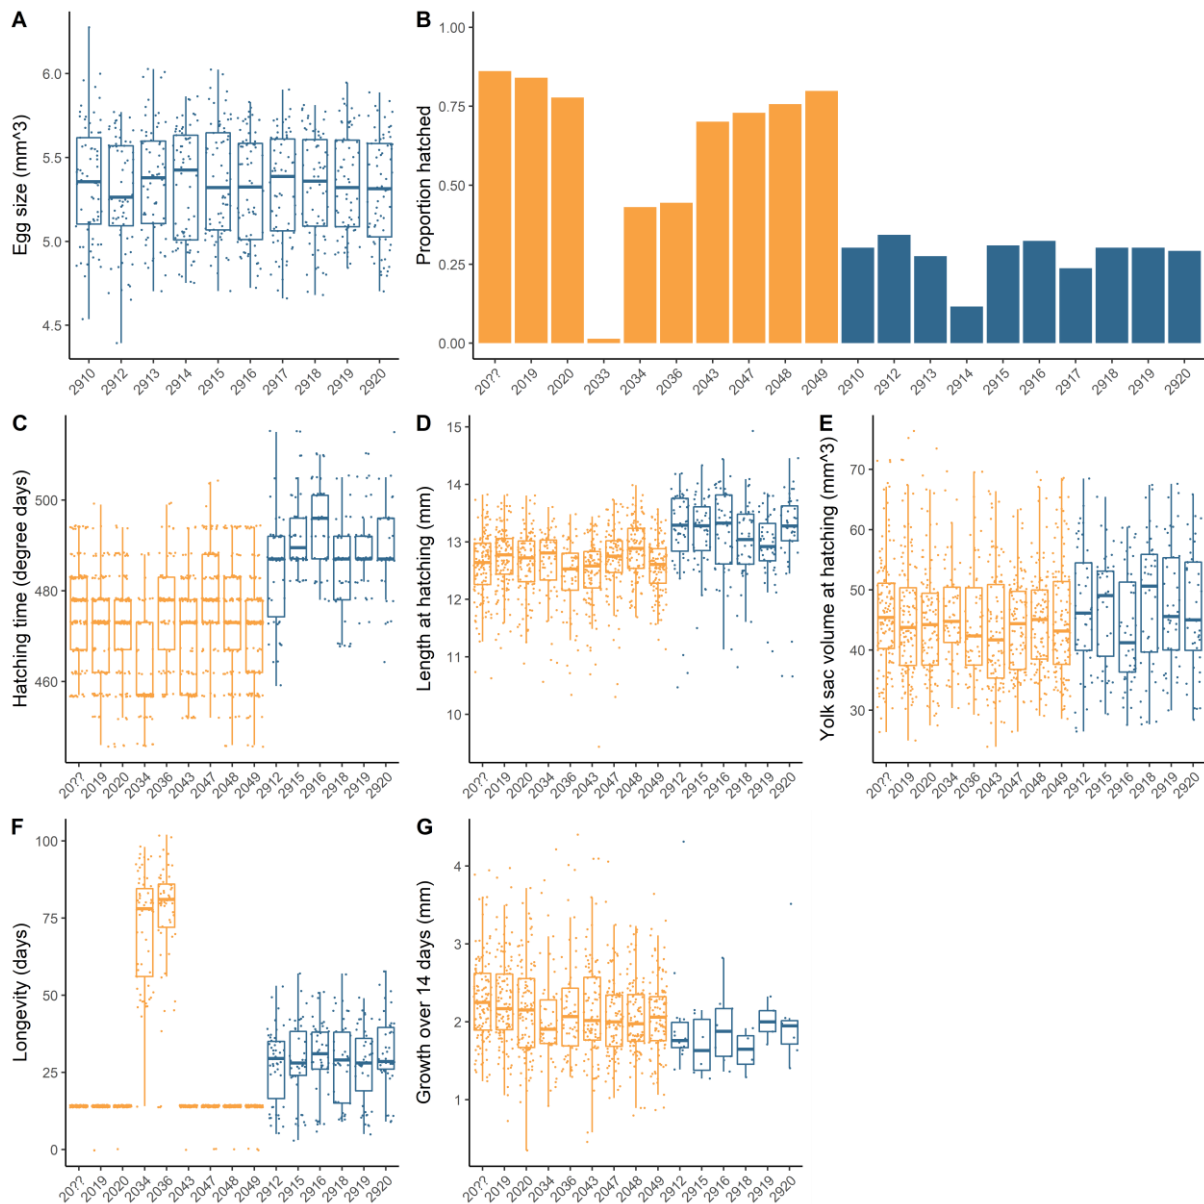 A
Egg size (mm^3)
6.0
5.5
5.0
4.5
2910 2912 2913 2914 2915 2916 2917 2918 2919 2920
B
Proportion hatched
1.00
0.75
0.50
0.25
0.00
20?? 2019 2020 2033 2034 2036 2043 2047 2048 2049 2910 2912 2913 2914 2915 2916 2917 2918 2919 2920
C
Hatching time (degree days)
500
480
460
20?? 2019 2020 2034 2036 2043 2047 2048 2049 2912 2915 2916 2918 2919 2920
D
Length at hatching (mm)
15
14
13
12
11
10
20?? 2019 2020 2034 2036 2043 2047 2048 2049 2912 2915 2916 2918 2919 2920
E
Yolk sac volume at hatching (mm^3)
70
60
50
40
30
20?? 2019 2020 2034 2036 2043 2047 2048 2049 2912 2915 2916 2918 2919 2920
F
Longevity (days)
100
75
50
25
0
20?? 2019 2020 2034 2036 2043 2047 2048 2049 2912 2915 2916 2918 2919 2920
G
Growth over 14 days (mm)
4
3
2
1
20?? 2019 2020 2034 2036 2043 2047 2048 2049 2912 2915 2916 2918 2919 2920